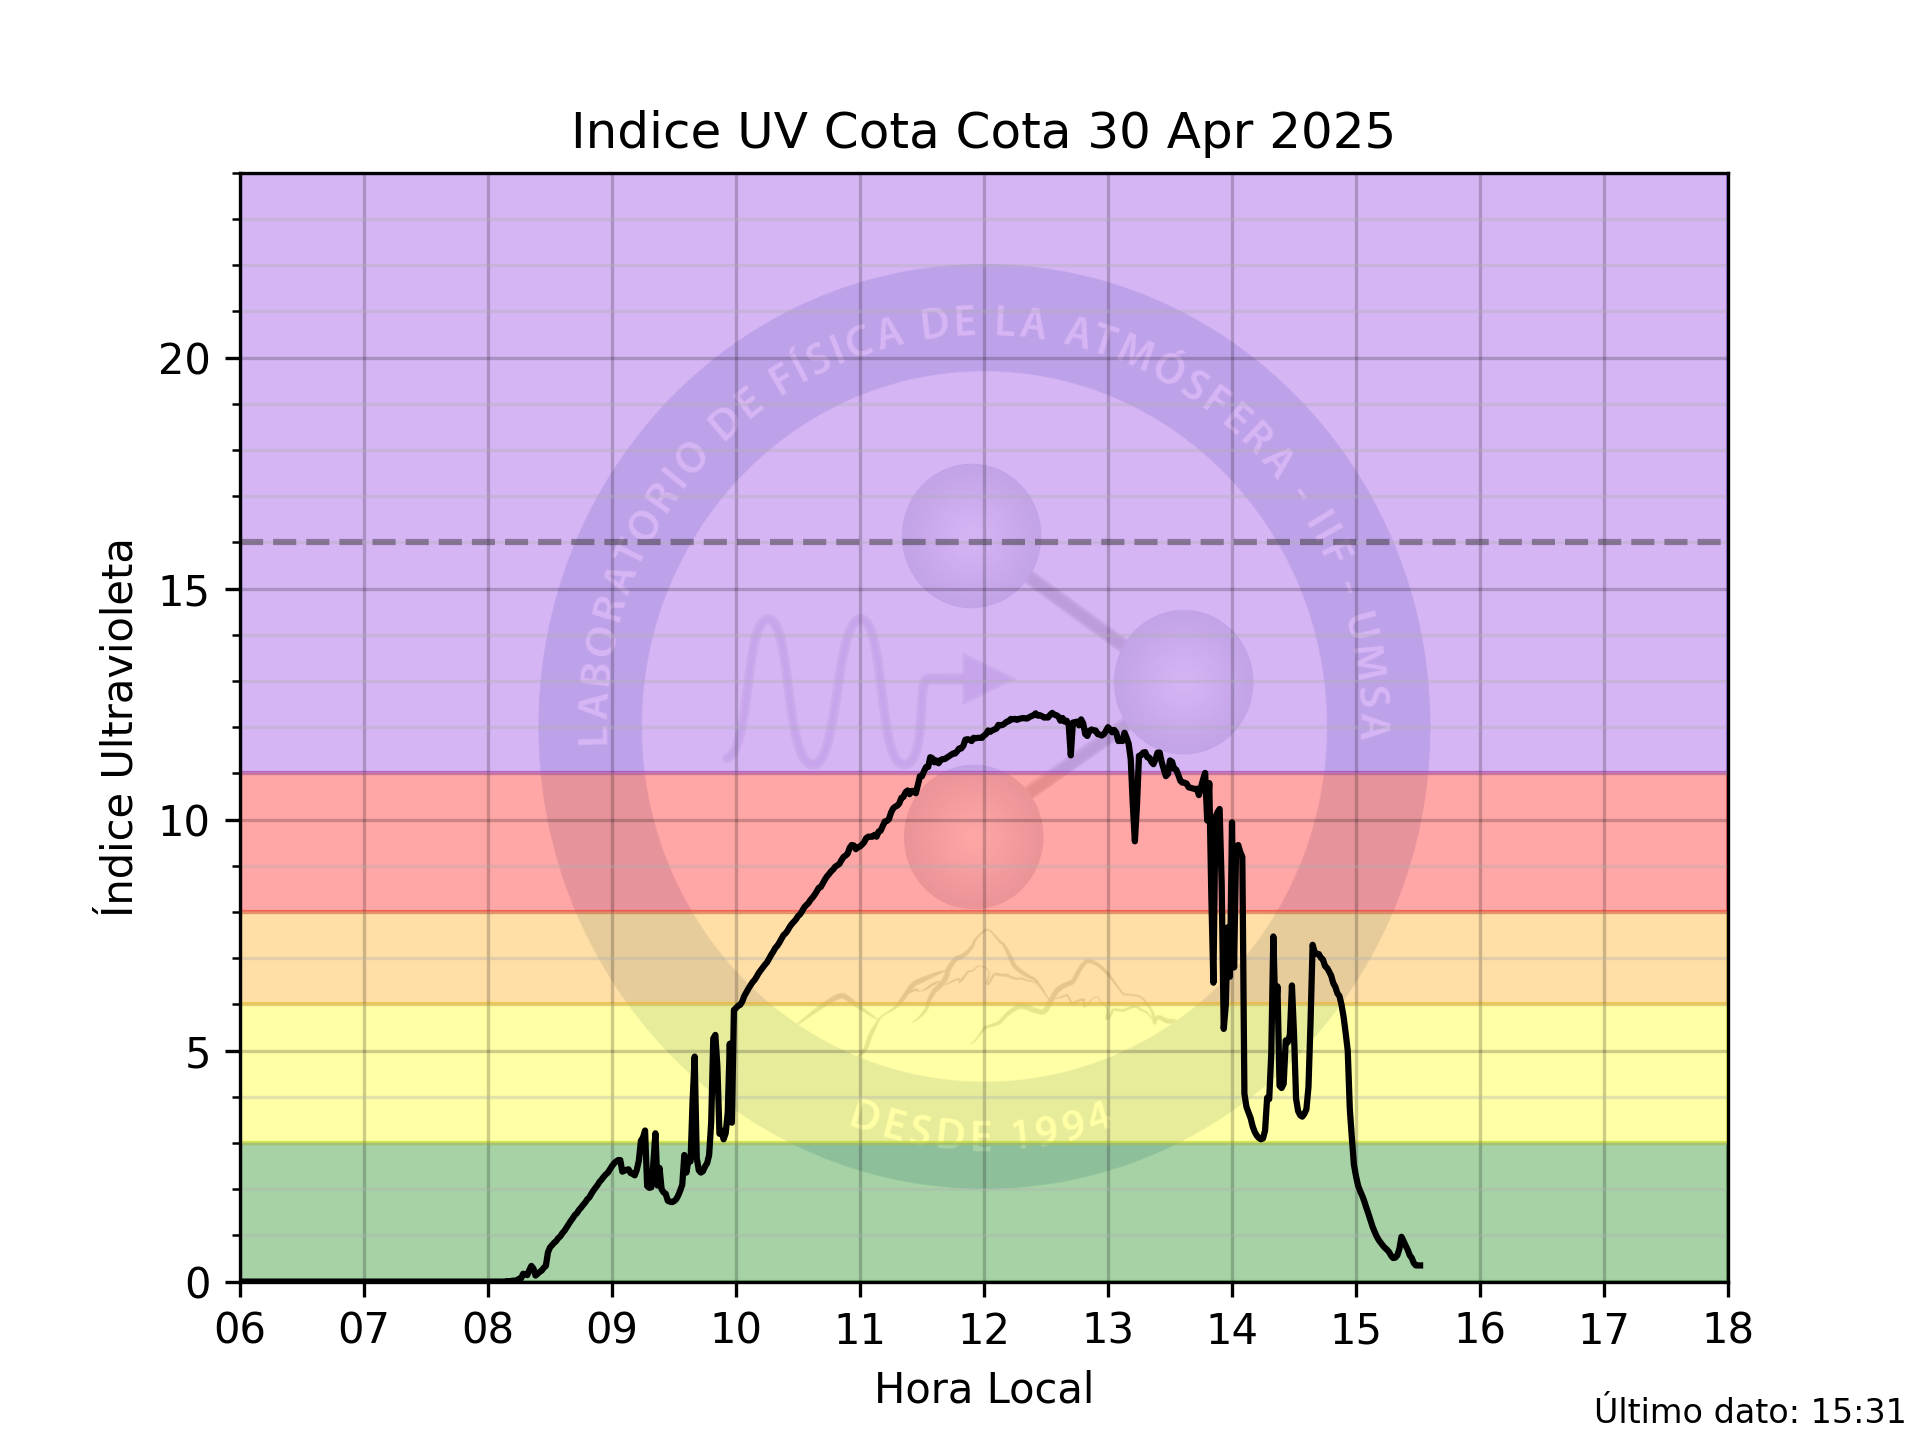 Indice UV Cota Cota 30 Apr 2025
Índice Ultravioleta
20
15
10
5
0
LABORATORIO DE FÍSICA DE LA ATMÓSFERA - IIF - UMSA
DESDE 1994
06 07 08 09 10 11 12 13 14 15 16 17 18
Hora Local
Último dato: 15:31